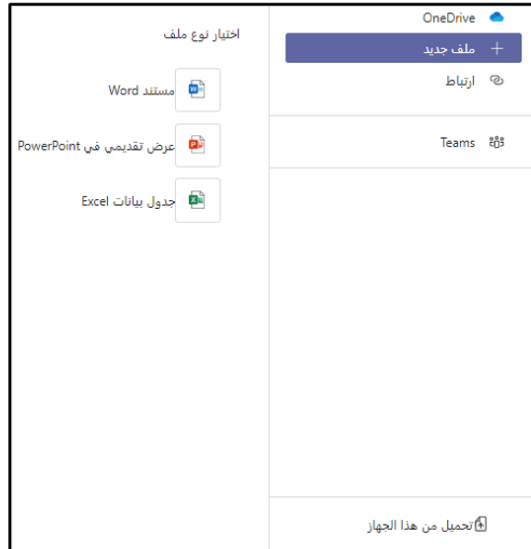 OneDrive
ملف جديد
ارتباط
Teams
تحميل من هذا الجهاز
اختيار نوع ملف
مستند Word
عرض تقديمي في PowerPoint
جدول بيانات Excel